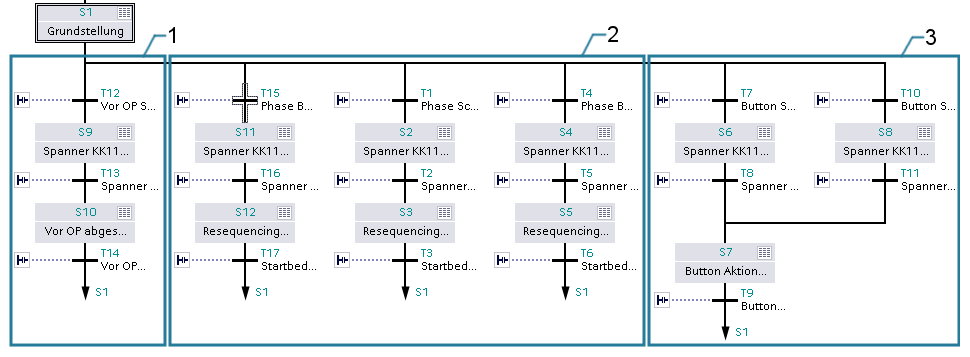 S1
Grundstellung
1
2
3
T12
Vor OP S...
T15
Phase B...
T1
Phase Sc...
T4
Phase B...
T7
Button S...
T10
Button S...
S9
Spanner KK11...
S11
Spanner KK11...
S2
Spanner KK11...
S4
Spanner KK11...
S6
Spanner KK11...
S8
Spanner KK11...
T13
Spanner ...
T16
Spanner ...
T2
Spanner...
T5
Spanner ...
T8
Spanner ...
T11
Spanner ...
S10
Vor OP abges...
S12
Resequencing...
S3
Resequencing...
S5
Resequencing...
T14
Vor OP...
T17
Startbed...
T3
Startbed...
T6
Startbed...
S7
Button Aktion...
S1
S1
S1
S1
T9
Button...
S1